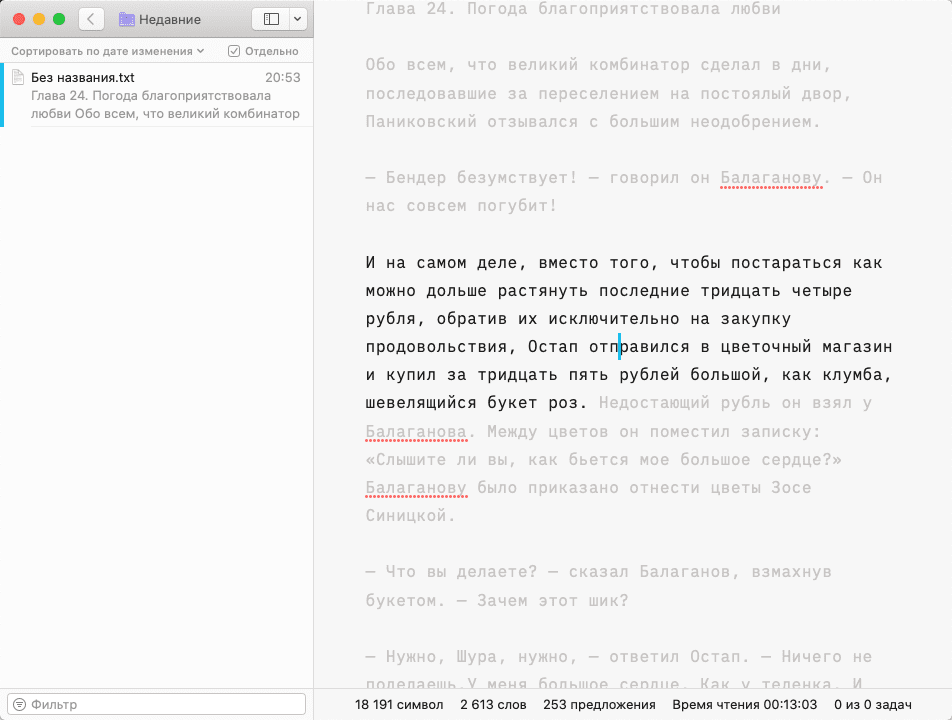 Недавние
Сортировать по дате изменения
Отдельно
Без названия.txt
20:53
Глава 24. Погода благоприятствовала
любви Обо всем, что великий комбинатор
Фильтр
Глава 24. Погода благоприятствовала любви
Обо всем, что великий комбинатор сделал в дни,
последовавшие за переселением на постоялый двор,
Паниковский отзывался с большим неодобрением.
— Бендер безумствует! — говорил он Балаганову. — Он
нас совсем погубит!
И на самом деле, вместо того, чтобы постараться как
можно дольше растянуть последние тридцать четыре
рубля, обратив их исключительно на закупку
продовольствия, Остап отправился в цветочный магазин
и купил за тридцать пять рублей большой, как клумба,
шевелящийся букет роз. Недостающий рубль он взял у
Балаганова. Между цветов он поместил записку:
«Слышите ли вы, как бьется мое большое сердце?»
Балаганову было приказано отнести цветы Зосе
Синицкой.
— Что вы делаете? — сказал Балаганов, взмахнув
букетом. — Зачем этот шик?
— Нужно, Шура, нужно, — ответил Остап. — Ничего не
поделаешь.У меня большое сердце. Как у теленка. И
18 191 символ
2 613 слов
253 предложения
Время чтения 00:13:03
0 из 0 задач